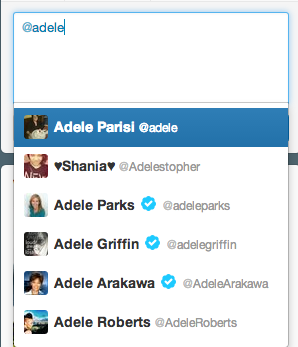 @adele
Adele Parisi @adele
♥Shania♥ @Adelestopher
Adele Parks @adeleparks
Adele Griffin @adelegriffin
Adele Arakawa @AdeleArakawa
Adele Roberts @AdeleRoberts